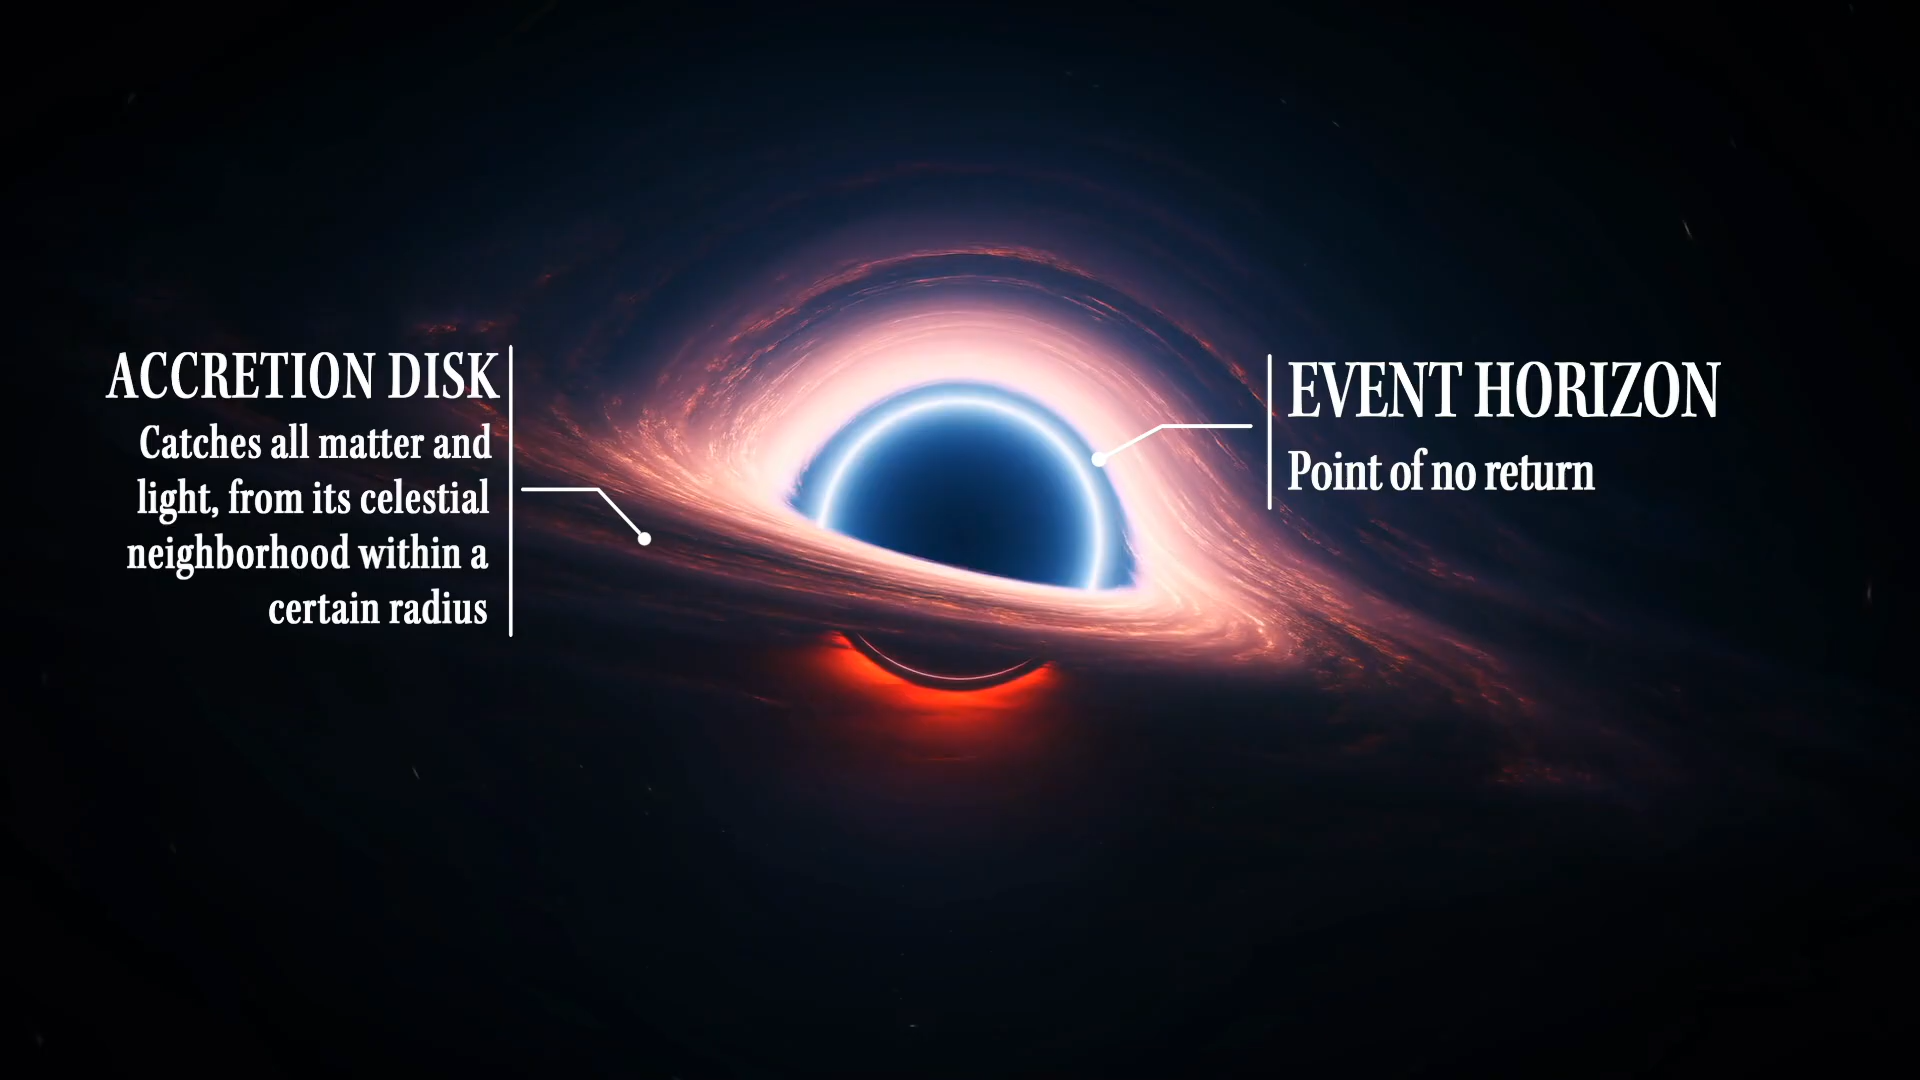 ACCRETION DISK
Catches all matter and
light, from its celestial
neighborhood within a
certain radius
EVENT HORIZON
Point of no return